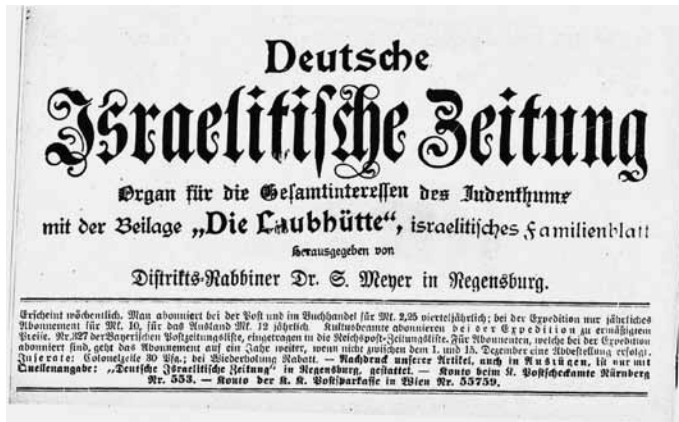 Deutsche
Israelitische Zeitung
Organ für die Gesamtinteressen des Judenthums
mit der Beilage „Die Laubhütte“, israelitisches Familienblatt
Herausgegeben von
Distrikts-Rabbiner Dr. S. Meyer in Regensburg.
Erscheint wöchentlich. Man abonniert bei der Post und im Buchhandel für Mk. 2,25 vierteljährlich; bei der Expedition nur jährliches
Abonnement für Mk. 10, für das Ausland Mk. 12 jährlich. Kultusbeamte abonnieren bei der Expedition zu ermäßigtem
Preise. Nr. 827 der Bayerischen Postzeitungsliste, eingetragen in die Reichspost-Zeitungsliste. Für Abonnenten, welche bei der Expedition
abonniert sind, geht das Abonnement auf ein Jahr weiter, wenn nicht zwischen dem 1. und 15. Dezember eine Abbestellung erfolgt.
Inserate: Colonelzeile 30 Pfg.; bei Wiederholung Rabatt. — Nachdruck unserer Artikel, auch in Auszügen, ist nur mit
Quellenangabe: „Deutsche Israelitische Zeitung“ in Regensburg, gestattet. — Konto beim K. Postscheckamte Nürnberg
Nr. 553. — Konto der K. K. Postsparkasse in Wien Nr. 55759.